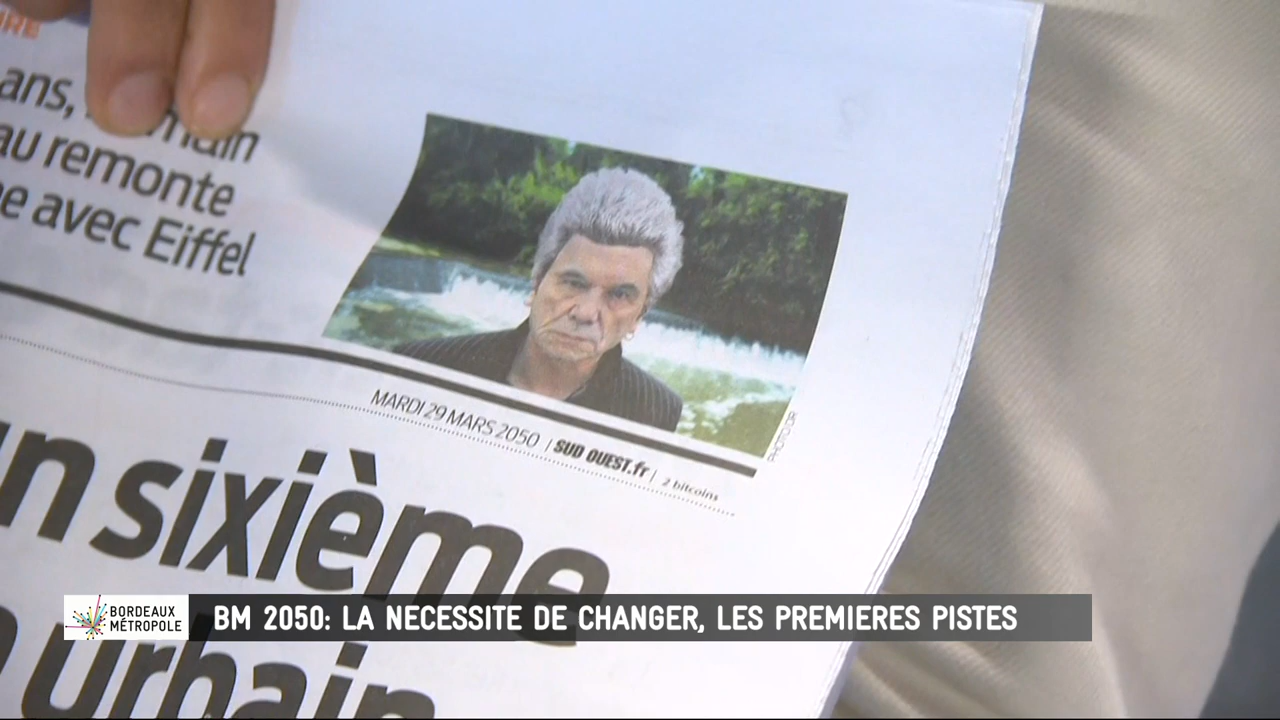 ans,
au remonte
e avec Eiffel
MARDI 29 MARS 2050 | SUD OUEST.fr | 2 bitcoins
un sixième
urbain
BORDEAUX
MÉTROPOLE
BM 2050: LA NECESSITE DE CHANGER, LES PREMIERES PISTES